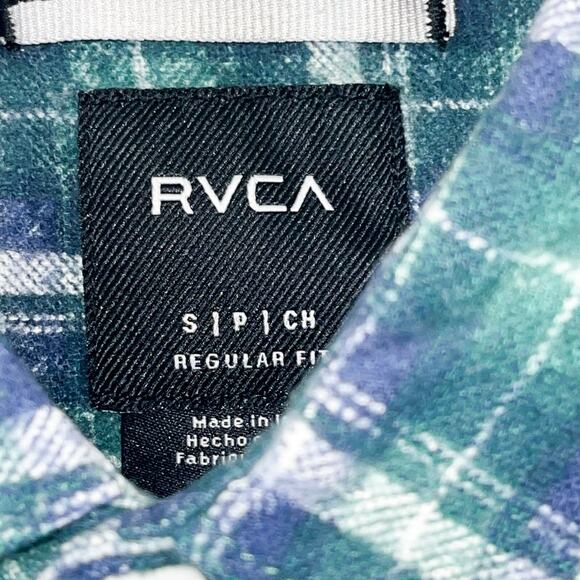 RVCA
S | P | CH
REGULAR FIT
Made in
Hecho